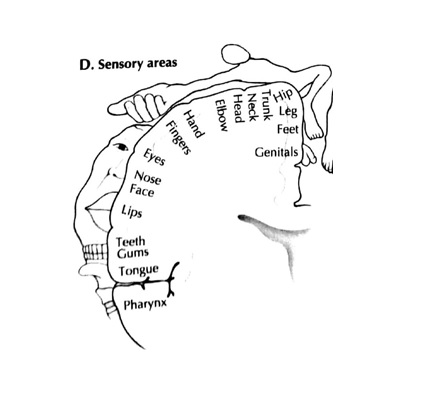 D. Sensory areas
Hip
Leg
Feet
Genitals
Trunk
Neck
Head
Elbow
Hand
Fingers
Eyes
Nose
Face
Lips
Teeth
Gums
Tongue
Pharynx